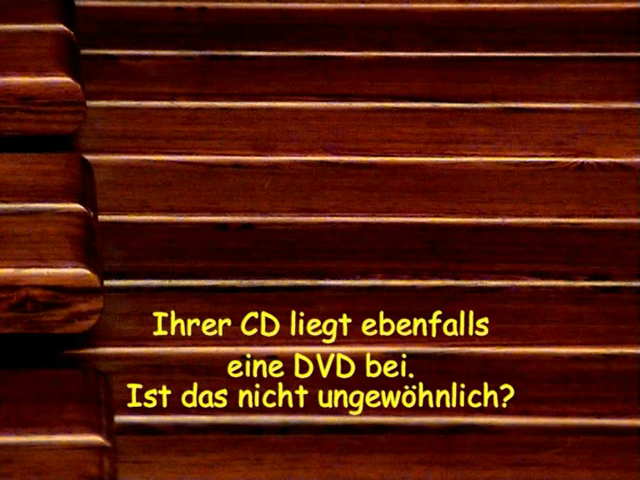 Ihrer CD liegt ebenfalls
eine DVD bei.
Ist das nicht ungewöhnlich?